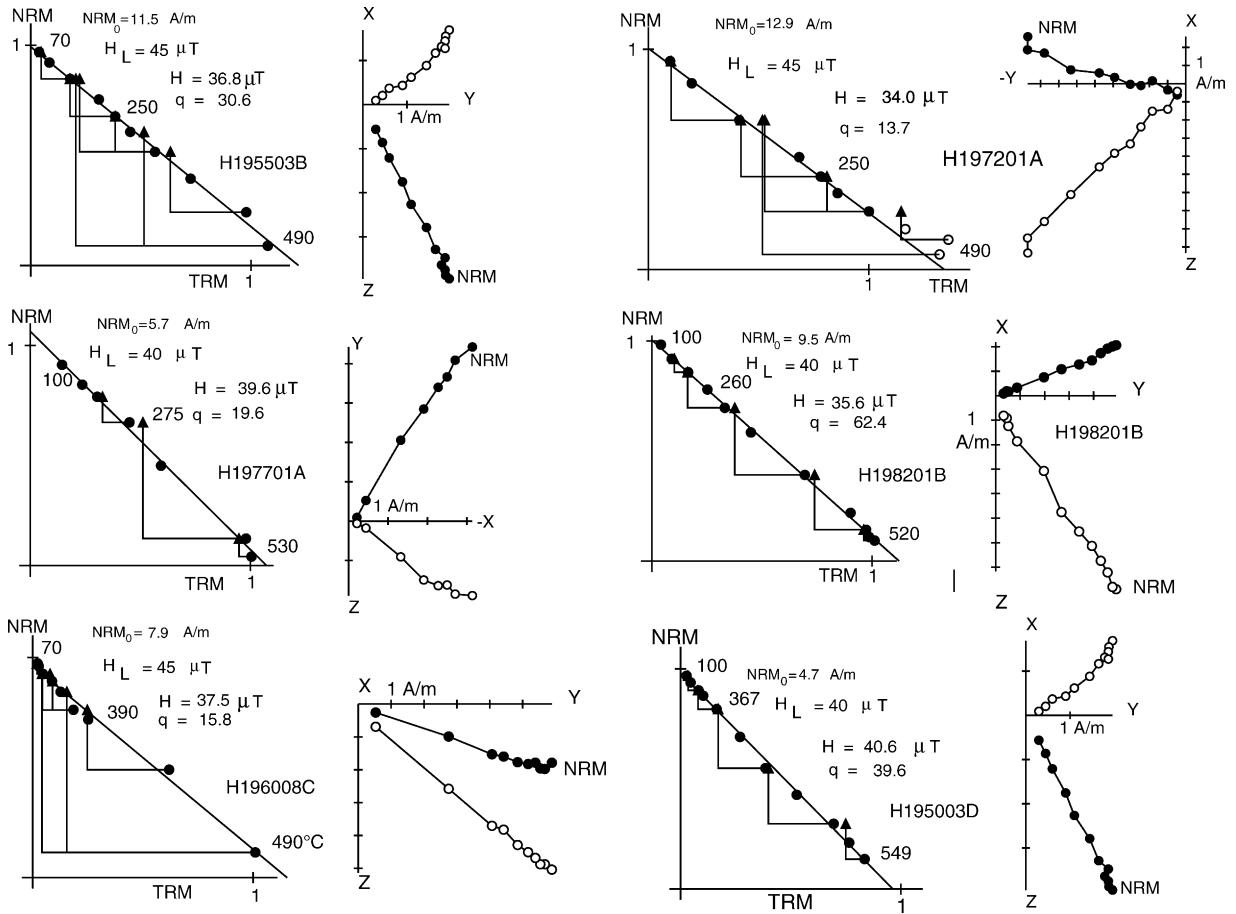 NRM
NRM0=11.5 A/m
1
70
HL = 45 μT
H = 36.8 μT
q = 30.6
250
H195503B
490
TRM
1
X
Y
1 A/m
NRM
Z
NRM
NRM0=12.9 A/m
1
HL = 45 μT
H = 34.0 μT
q = 13.7
250
H197201A
490
1
TRM
X
NRM
1
-Y
A/m
Z
NRM
NRM0=5.7 A/m
1
HL = 40 μT
100
H = 39.6 μT
275 q = 19.6
H197701A
530
TRM
1
Y
NRM
1 A/m
-X
Z
NRM
100
NRM0= 9.5 A/m
1
HL = 40 μT
260
H = 35.6 μT
q = 62.4
H198201B
520
TRM
1
X
Y
1
A/m
H198201B
NRM
Z
NRM
NRM0= 7.9 A/m
70
HL = 45 μT
H = 37.5 μT
q = 15.8
390
H196008C
490°C
TRM
1
X
1 A/m
Y
NRM
Z
NRM
100
NRM0=4.7 A/m
367
HL = 40 μT
H = 40.6 μT
q = 39.6
H195003D
549
TRM
1
X
Y
1 A/m
NRM
Z